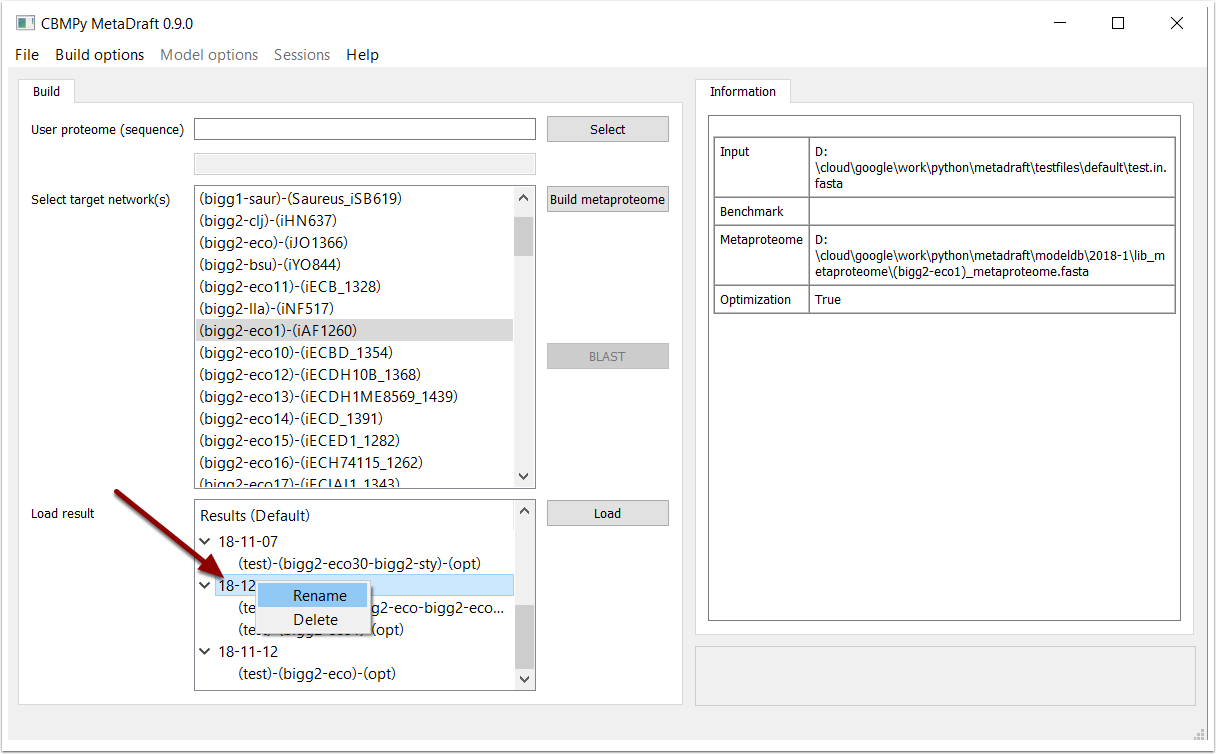 CBMPy MetaDraft 0.9.0
File Build options Model options Sessions Help
Build
User proteome (sequence)
Select
Select target network(s)
(bigg1-saur)-(Saureus_iSB619)
(bigg2-clj)-(iHN637)
(bigg2-eco)-(iJO1366)
(bigg2-bsu)-(iYO844)
(bigg2-eco11)-(iECB_1328)
(bigg2-lla)-(iNF517)
(bigg2-eco1)-(iAF1260)
(bigg2-eco10)-(iECBD_1354)
(bigg2-eco12)-(iECDH10B_1368)
(bigg2-eco13)-(iECDH1ME8569_1439)
(bigg2-eco14)-(iECD_1391)
(bigg2-eco15)-(iECED1_1282)
(bigg2-eco16)-(iECH74115_1262)
(bigg2-eco17)-(iECIAI1_1343)
Build metaproteome
BLAST
Load result
Results (Default)
18-11-07
(test)-(bigg2-eco30-bigg2-sty)-(opt)
18-12
Rename
Delete
(te
g2-eco-bigg2-eco...
(opt)
18-11-12
(test)-(bigg2-eco)-(opt)
Load
Information
Input
D:
\cloud\google\work\python\metadraft\testfiles\default\test.in.
fasta
Benchmark
Metaproteome
D:
\cloud\google\work\python\metadraft\modeldb\2018-1\lib_m
etaproteome\(bigg2-eco1)_metaproteome.fasta
Optimization
True